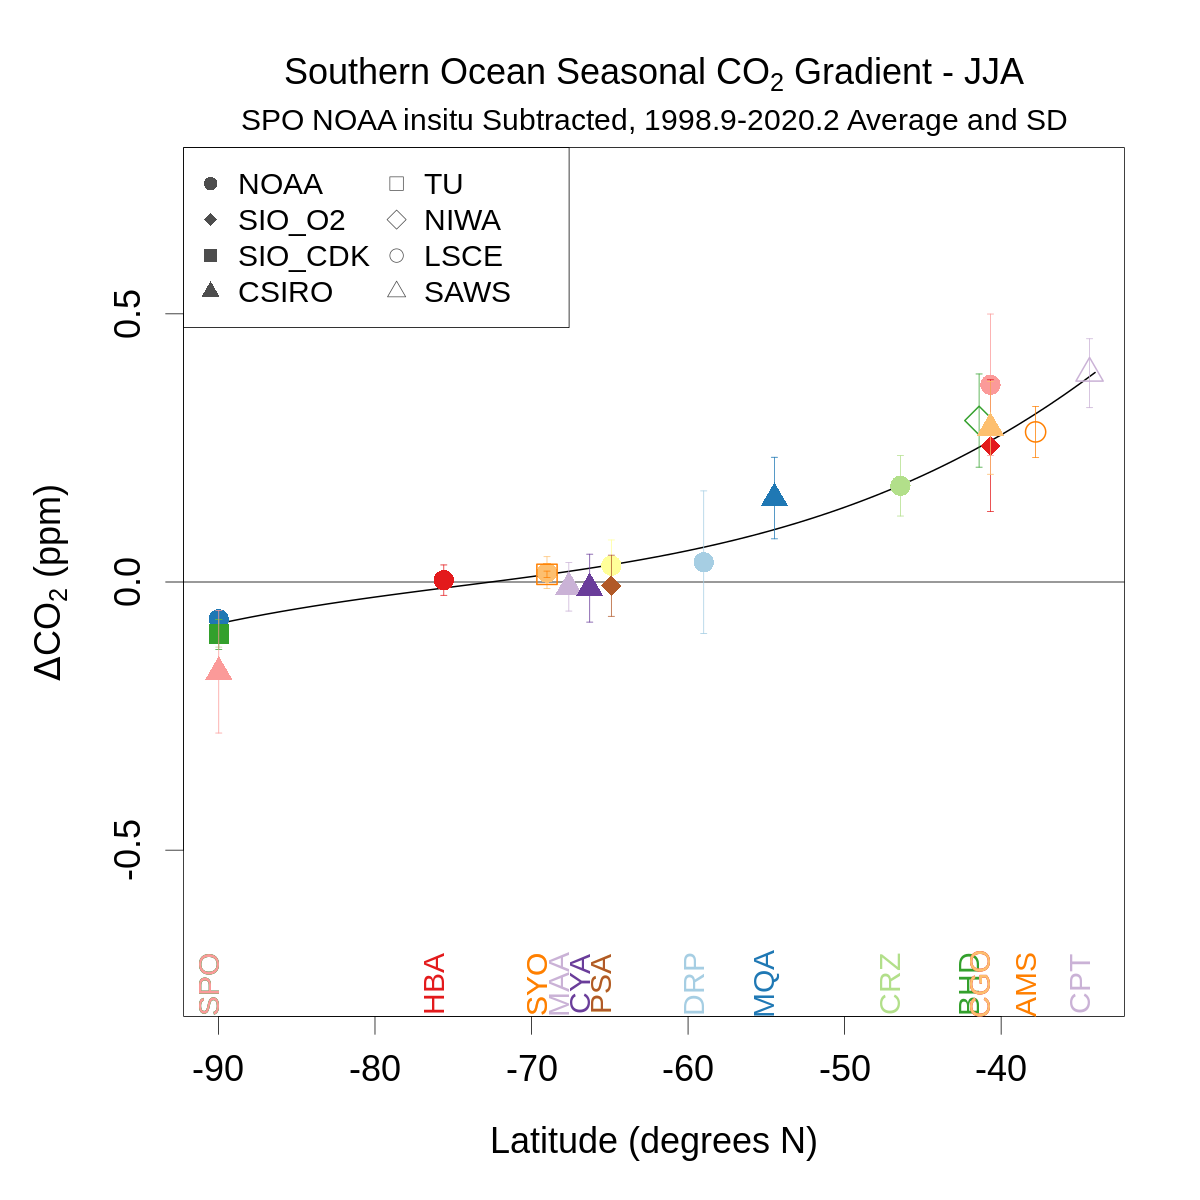 Southern Ocean Seasonal CO2 Gradient - JJA
SPO NOAA insitu Subtracted, 1998.9-2020.2 Average and SD
NOAA TU
SIO_O2 NIWA
SIO_CDK LSCE
CSIRO SAWS
0.5
0.0
-0.5
ΔCO2 (ppm)
SPO HBA SYO MAA CYA PSA DRP MQA CRZ BHD CGO AMS CPT
-90 -80 -70 -60 -50 -40
Latitude (degrees N)